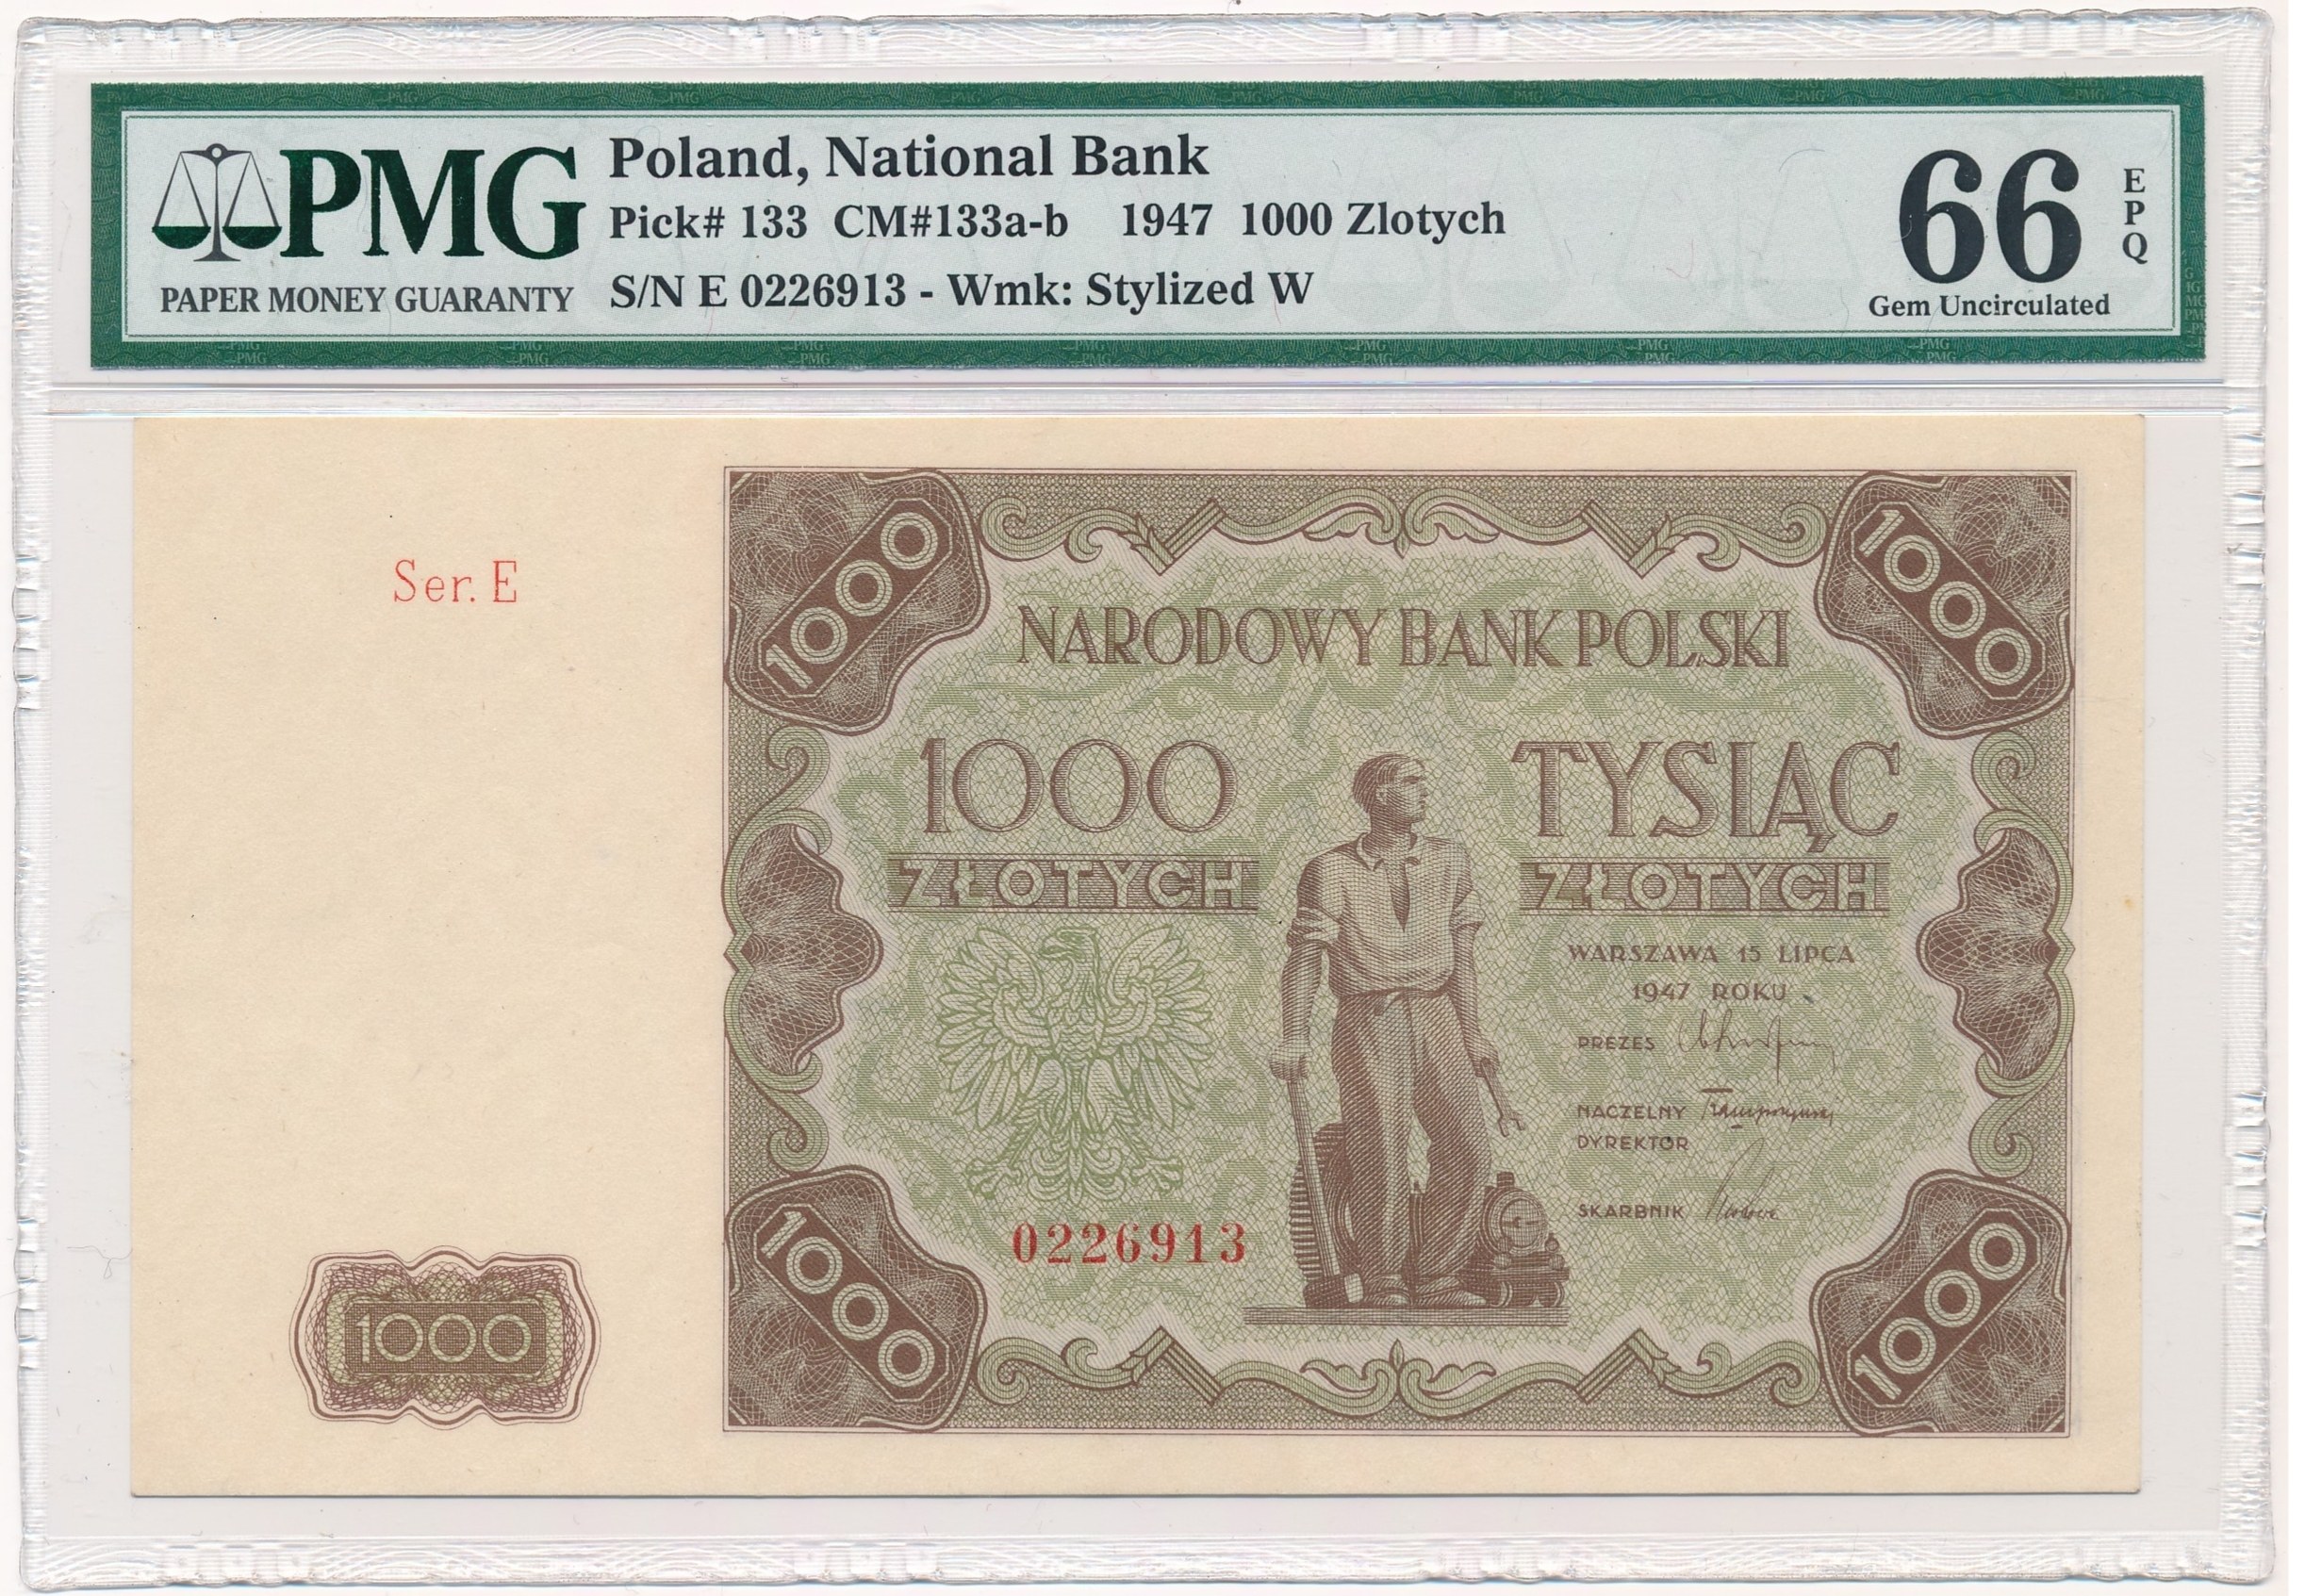 PMG
PAPER MONEY GUARANTY
Poland, National Bank
Pick# 133 CM#133a-b 1947 1000 Zlotych
S/N E 0226913 - Wmk: Stylized W
66
EPQ
Gem Uncirculated
Ser. E
1000
1000
1000
NARODOWY BANK POLSKI
1000
TYSIĄC
ZŁOTYCH
ZŁOTYCH
WARSZAWA 15 LIPCA
1947 ROKU
PREZES
NACZELNY
DYREKTOR
SKARBNIK
0226913
1000
1000